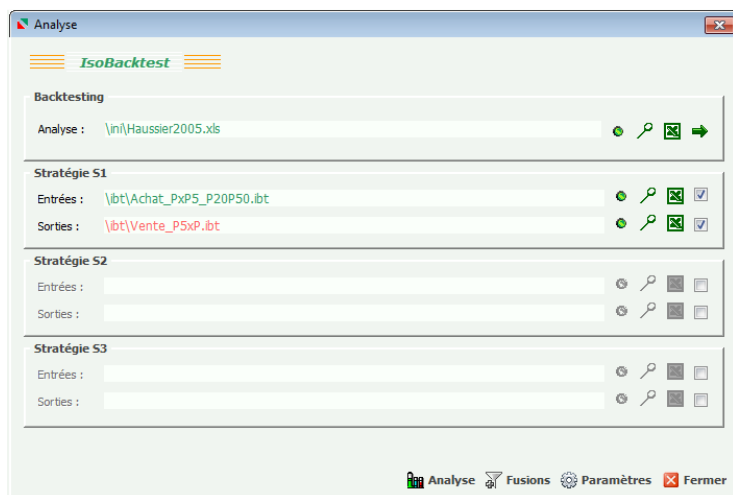 Analyse
IsoBacktest
Backtesting
Analyse : \ini\Haussier2005.xls
Stratégie S1
Entrées : \ibt\Achat_PxP5_P20P50.ibt
Sorties : \ibt\Vente_P5xP.ibt
Stratégie S2
Entrées :
Sorties :
Stratégie S3
Entrées :
Sorties :
Analyse Fusions Paramètres Fermer